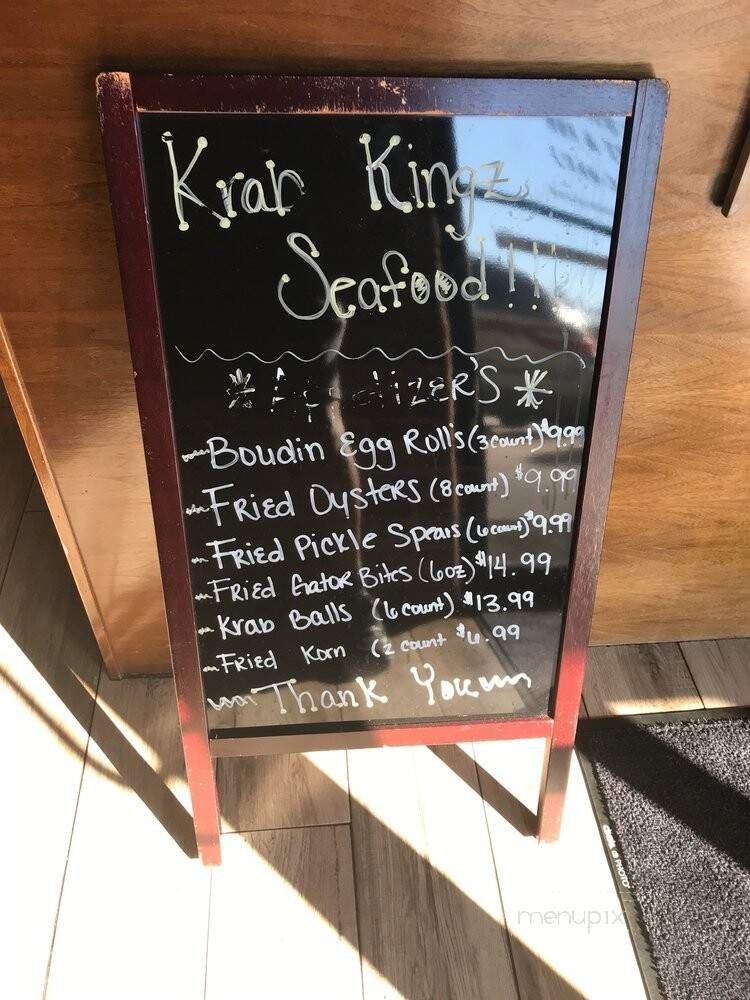 Krab Kingz
Seafood!!!
* Ap dizER'S *
Boudin Egg Rolls (3 count) $9.99
FRiEd OystERS (8 count) $9.99
FRiEd Pickle Spears (6 count) $9.99
FRiEd Gator Bites (6oz) $14.99
Krab Balls (6 count) $13.99
FRiEd Korn (2 count $6.99
Thank You
menupix